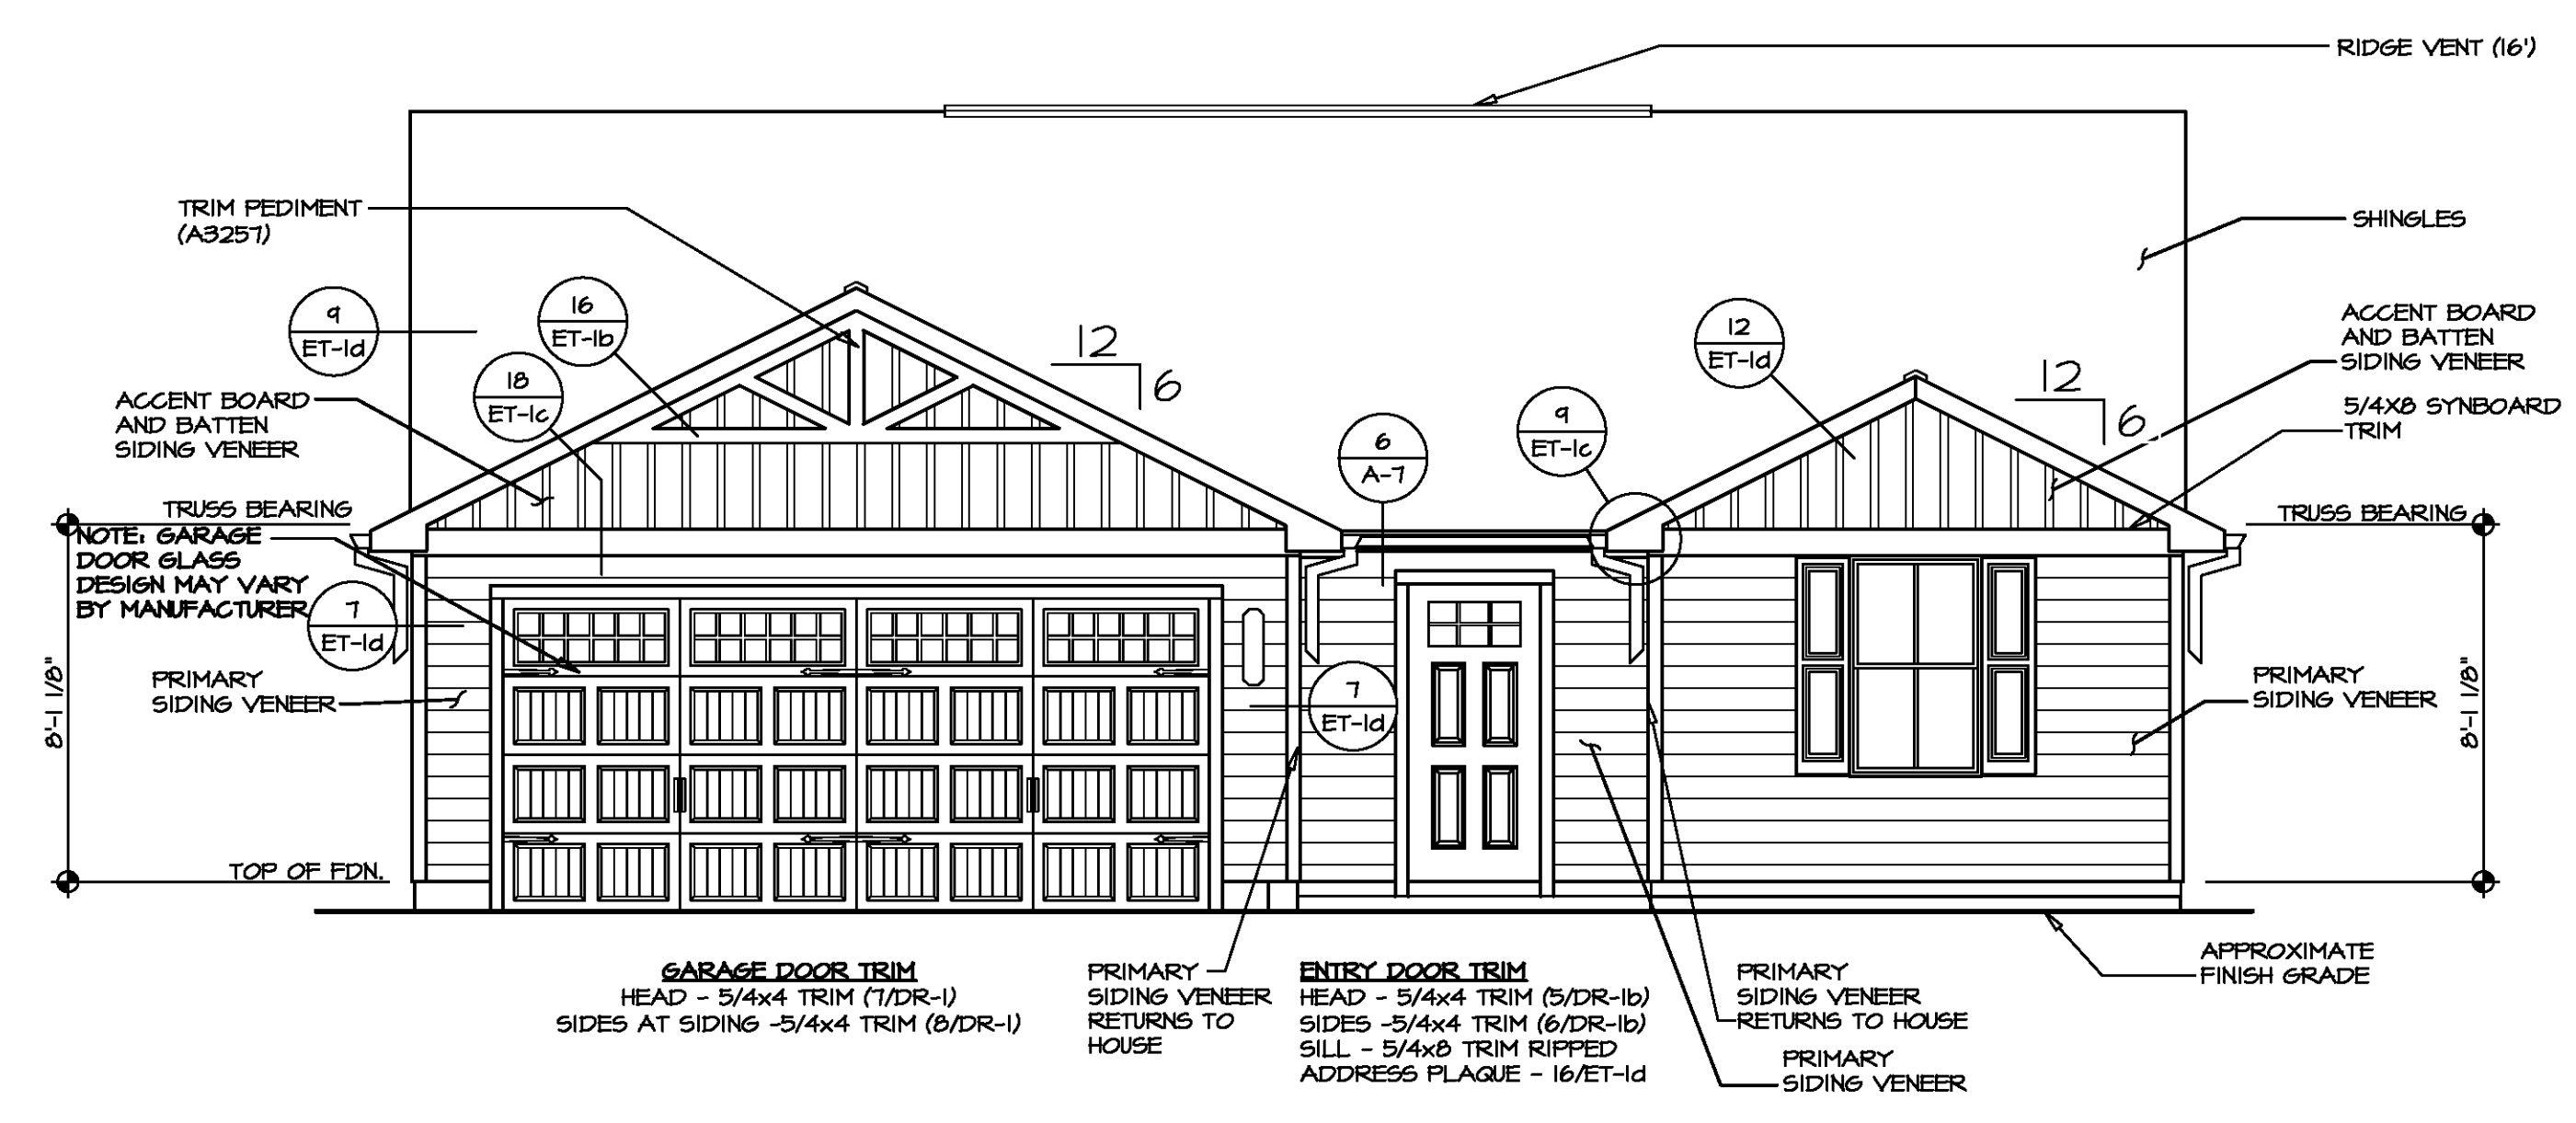 RIDGE VENT (16')
TRIM PEDIMENT
(A3257)
SHINGLES
9
ET-1d
16
ET-1b
18
ET-1c
12
6
12
ET-1d
ACCENT BOARD
AND BATTEN
SIDING VENEER
12
6
5/4X8 SYNBOARD
TRIM
ACCENT BOARD
AND BATTEN
SIDING VENEER
6
A-7
9
ET-1c
TRUSS BEARING
TRUSS BEARING
NOTE: GARAGE
DOOR GLASS
DESIGN MAY VARY
BY MANUFACTURER
7
ET-1d
PRIMARY
SIDING VENEER
8'-1 1/8"
7
ET-1d
PRIMARY
SIDING VENEER
8'-1 1/8"
TOP OF FDN.
GARAGE DOOR TRIM
HEAD - 5/4x4 TRIM (7/DR-1)
SIDES AT SIDING -5/4x4 TRIM (8/DR-1)
PRIMARY
SIDING VENEER
RETURNS TO
HOUSE
ENTRY DOOR TRIM
HEAD - 5/4x4 TRIM (5/DR-1b)
SIDES -5/4x4 TRIM (6/DR-1b)
SILL - 5/4x8 TRIM RIPPED
ADDRESS PLAQUE - 16/ET-1d
PRIMARY
SIDING VENEER
RETURNS TO HOUSE
PRIMARY
SIDING VENEER
APPROXIMATE
FINISH GRADE